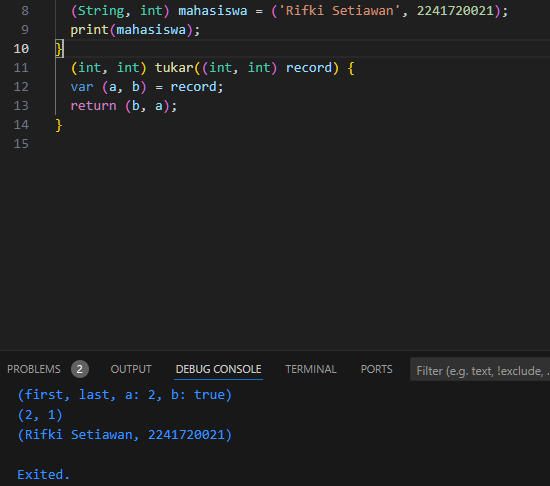 8 (String, int) mahasiswa = ('Rifki Setiawan', 2241720021);
9 print(mahasiswa);
10 }
11 (int, int) tukar((int, int) record) {
12 var (a, b) = record;
13 return (b, a);
14 }
15
PROBLEMS 2 OUTPUT DEBUG CONSOLE TERMINAL PORTS Filter (e.g. text, !exclude, .
(first, last, a: 2, b: true)
(2, 1)
(Rifki Setiawan, 2241720021)
Exited.